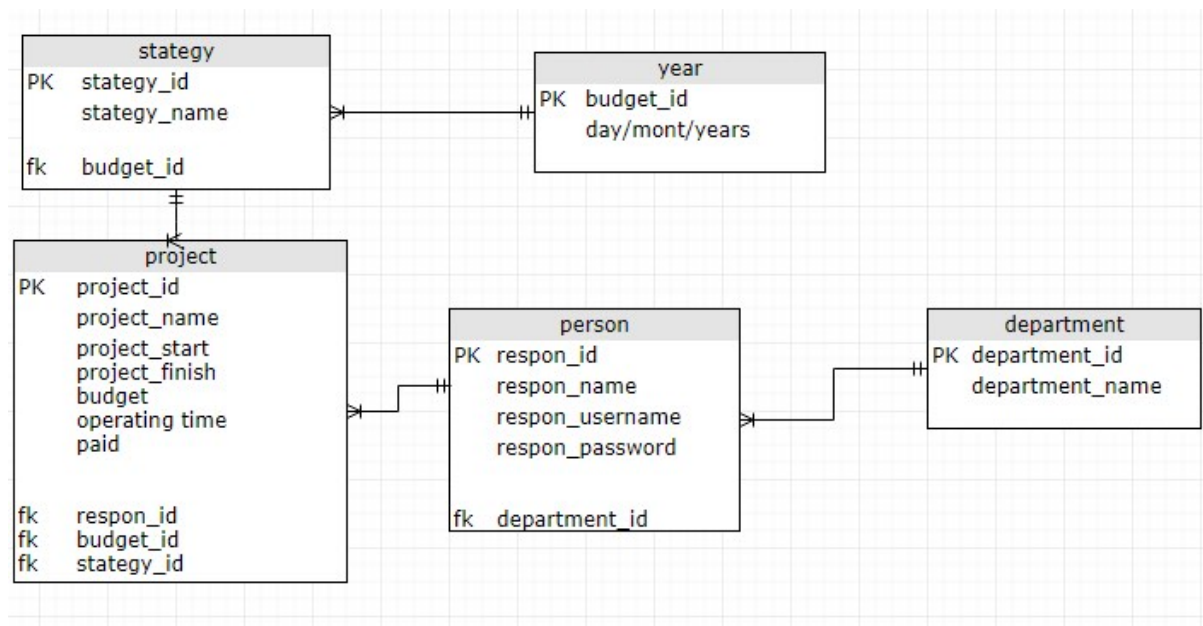 stategy
PK stategy_id
stategy_name
fk budget_id
year
PK budget_id
day/mont/years
project
PK project_id
project_name
project_start
project_finish
budget
operating time
paid
fk respon_id
fk budget_id
fk stategy_id
person
PK respon_id
respon_name
respon_username
respon_password
fk department_id
department
PK department_id
department_name